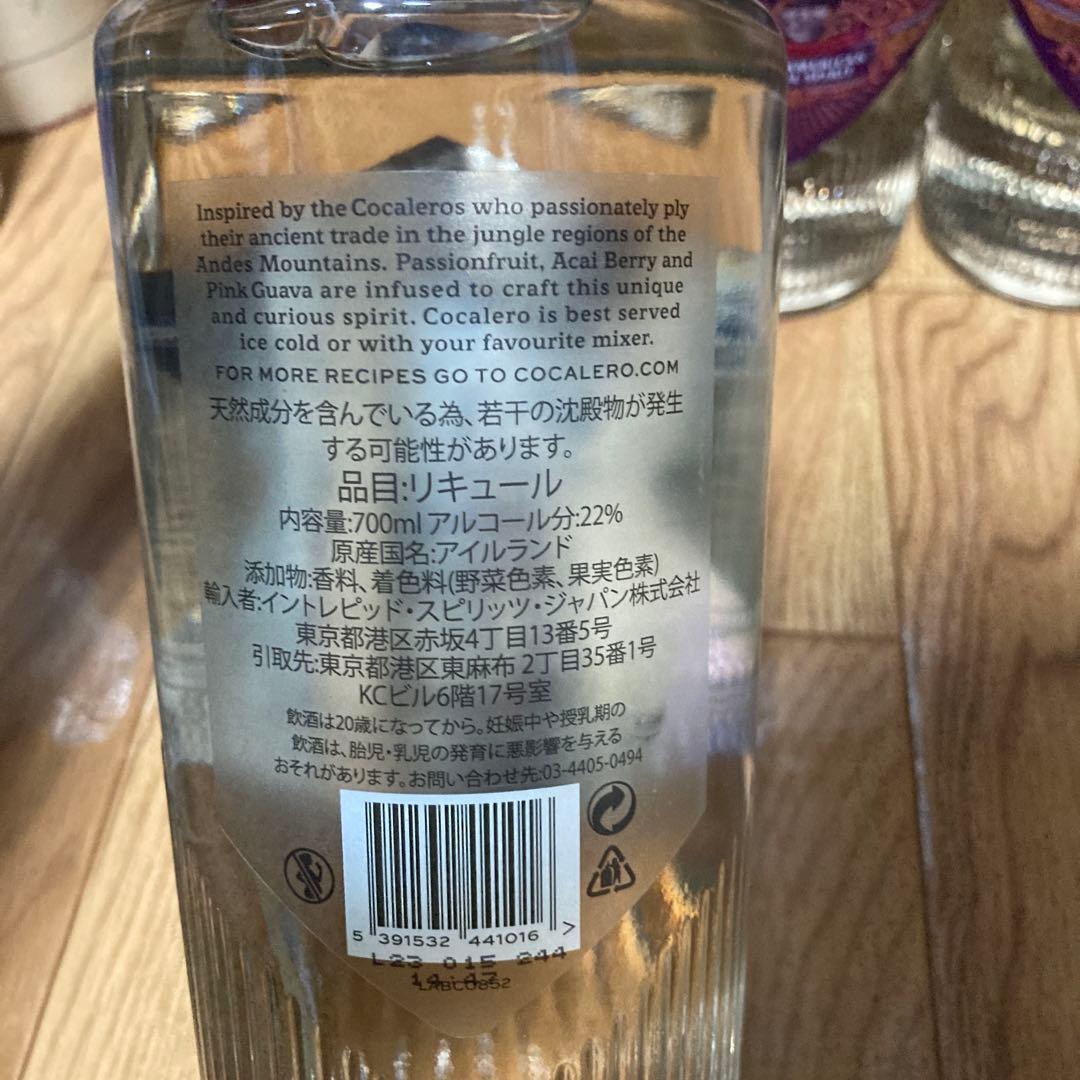 Inspired by the Cocaleros who passionately ply
their ancient trade in the jungle regions of the
Andes Mountains. Passionfruit, Acai Berry and
Pink Guava are infused to craft this unique
and curious spirit. Cocalero is best served
ice cold or with your favourite mixer.
FOR MORE RECIPES GO TO COCALERO.COM
天然成分を含んでいる為、若干の沈殿物が発生
する可能性があります。
品目:リキュール
内容量:700ml アルコール分:22%
原産国名:アイルランド
添加物:香料、着色料(野菜色素、果実色素)
輸入者:イントレピッド・スピリッツ・ジャパン株式会社
東京都港区赤坂4丁目13番5号
引取先:東京都港区東麻布 2丁目35番1号
KCビル6階17号室
飲酒は20歳になってから。妊娠中や授乳期の
飲酒は、胎児・乳児の発育に悪影響を与える
おそれがあります。お問い合わせ先:03-4405-0494
5 391532 441016 >
L23 015 244
14:47
LABLC0852